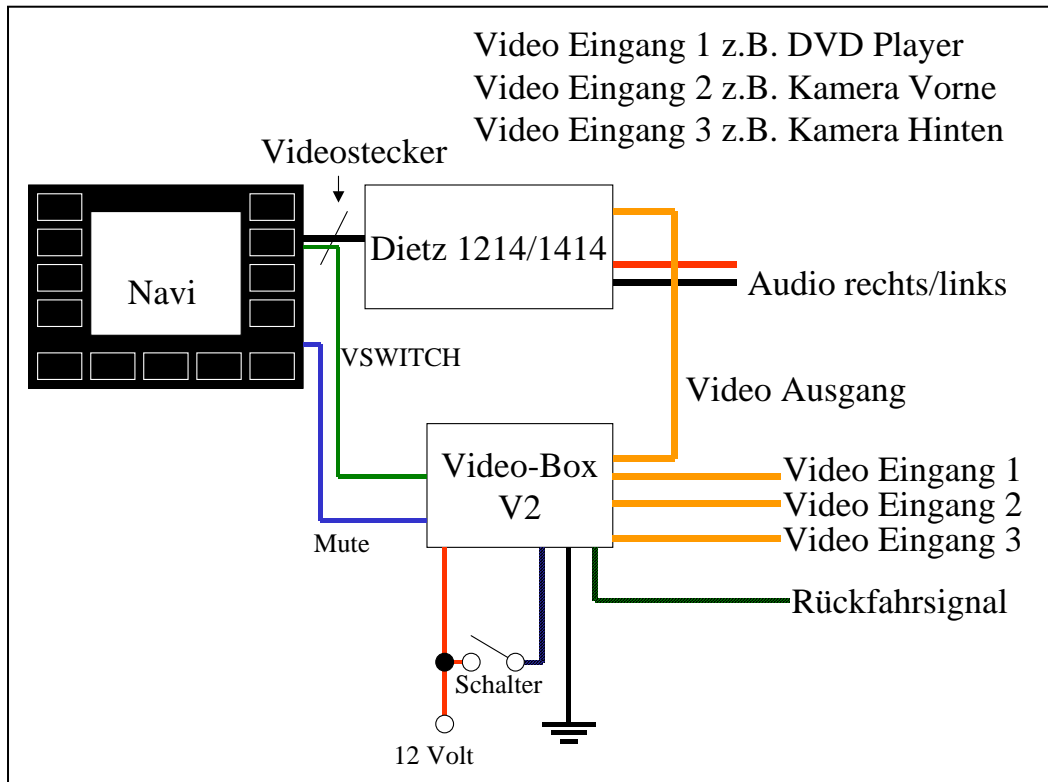 Video Eingang 1 z.B. DVD Player
Video Eingang 2 z.B. Kamera Vorne
Video Eingang 3 z.B. Kamera Hinten
Videostecker
Dietz 1214/1414
Navi
Audio rechts/links
VSWITCH
Video Ausgang
Video-Box
V2
Video Eingang 1
Video Eingang 2
Video Eingang 3
Mute
Rückfahrsignal
Schalter
12 Volt